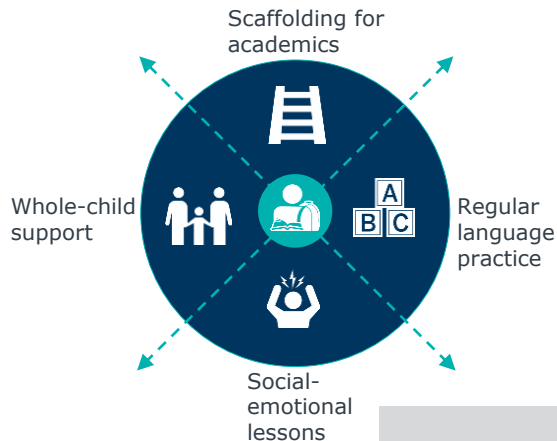 Scaffolding for
academics
Whole-child
support
A
B C
Regular
language
practice
Social-
emotional
lessons